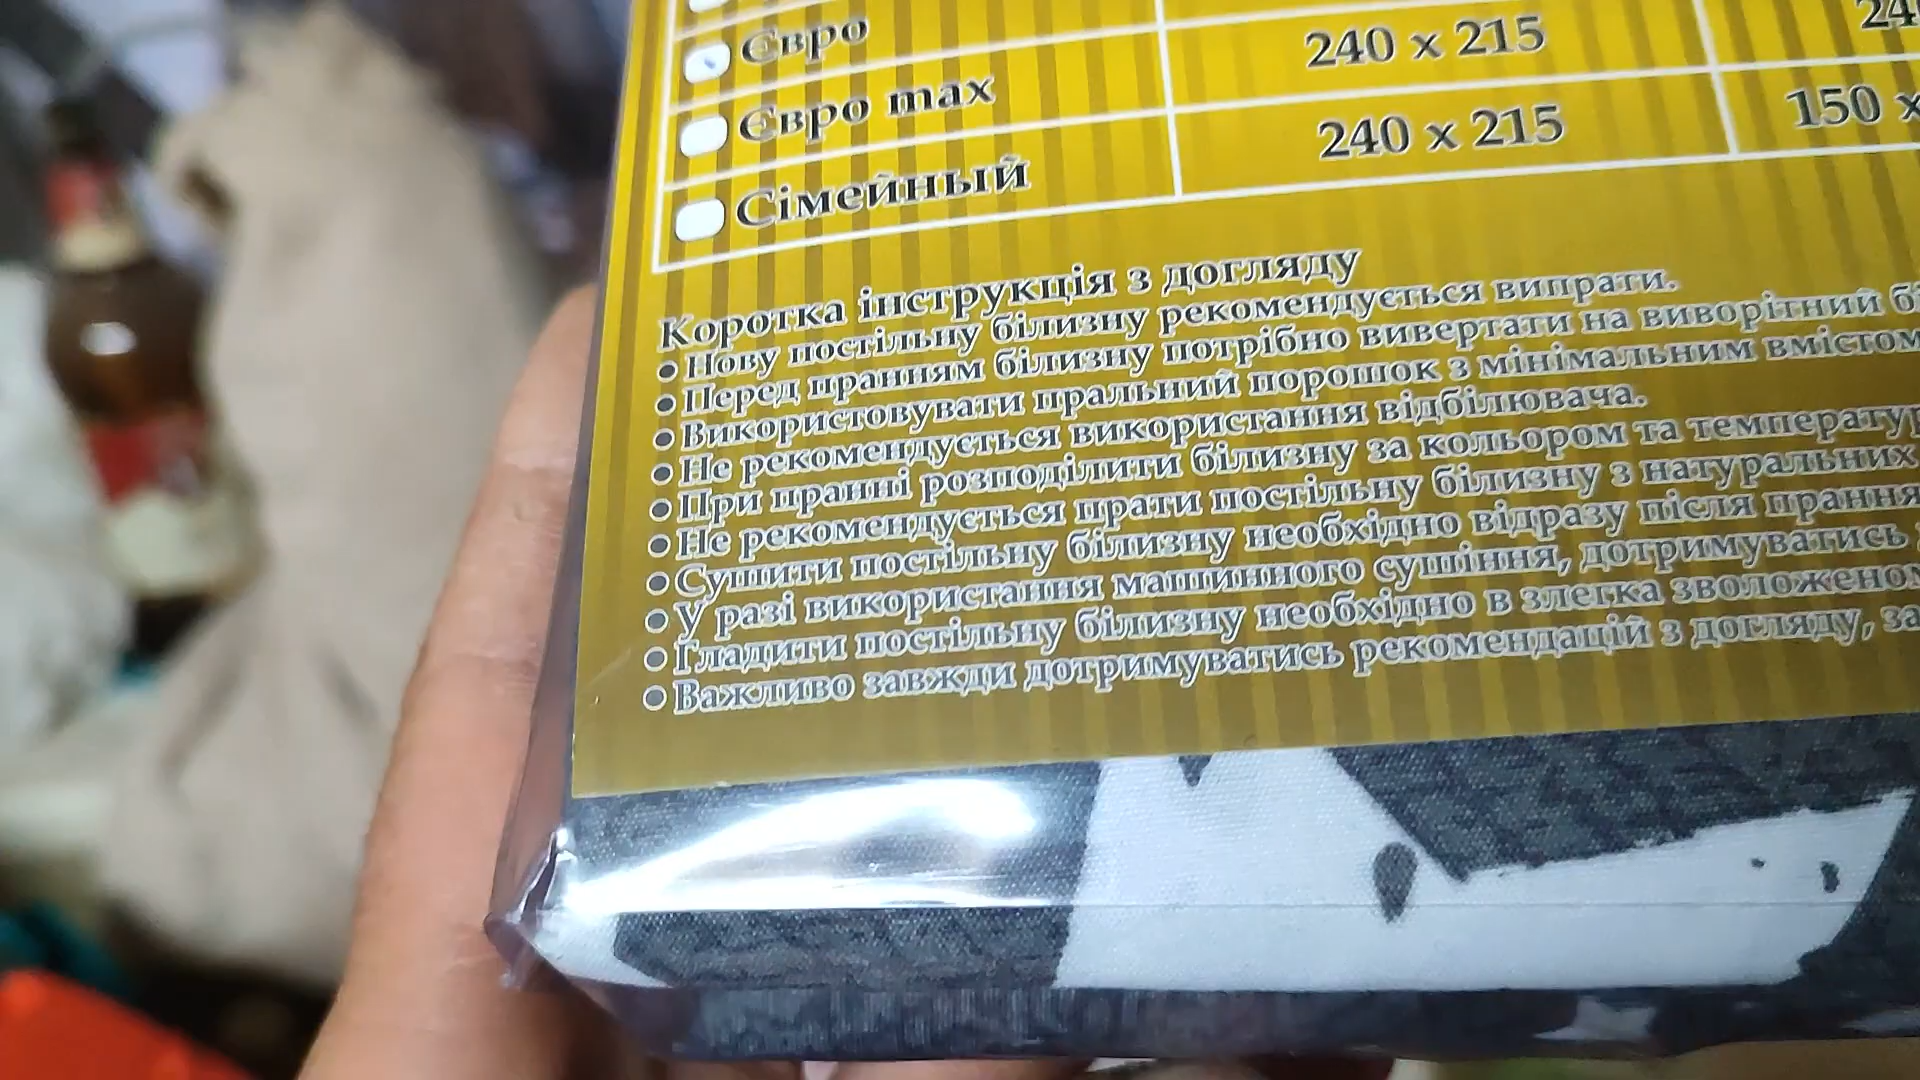 Євро
240 x 215
24
Євро max
240 x 215
150 x
Сімейный
Коротка інструкція з догляду
• Нову постільну білизну рекомендується випрати.
• Перед пранням білизну потрібно вивертати на виворітний б
• Використовувати пральний порошок з мінімальним вмістом
• Не рекомендується використання відбілювача.
• При пранні розподілити білизну за кольором та температур
• Не рекомендується прати постільну білизну з натуральних
• Сушити постільну білизну необхідно відразу після прання
• У разі використання машинного сушіння, дотримуватись
• Гладити постільну білизну необхідно в злегка зволожено
• Важливо завжди дотримуватись рекомендацій з догляду, за